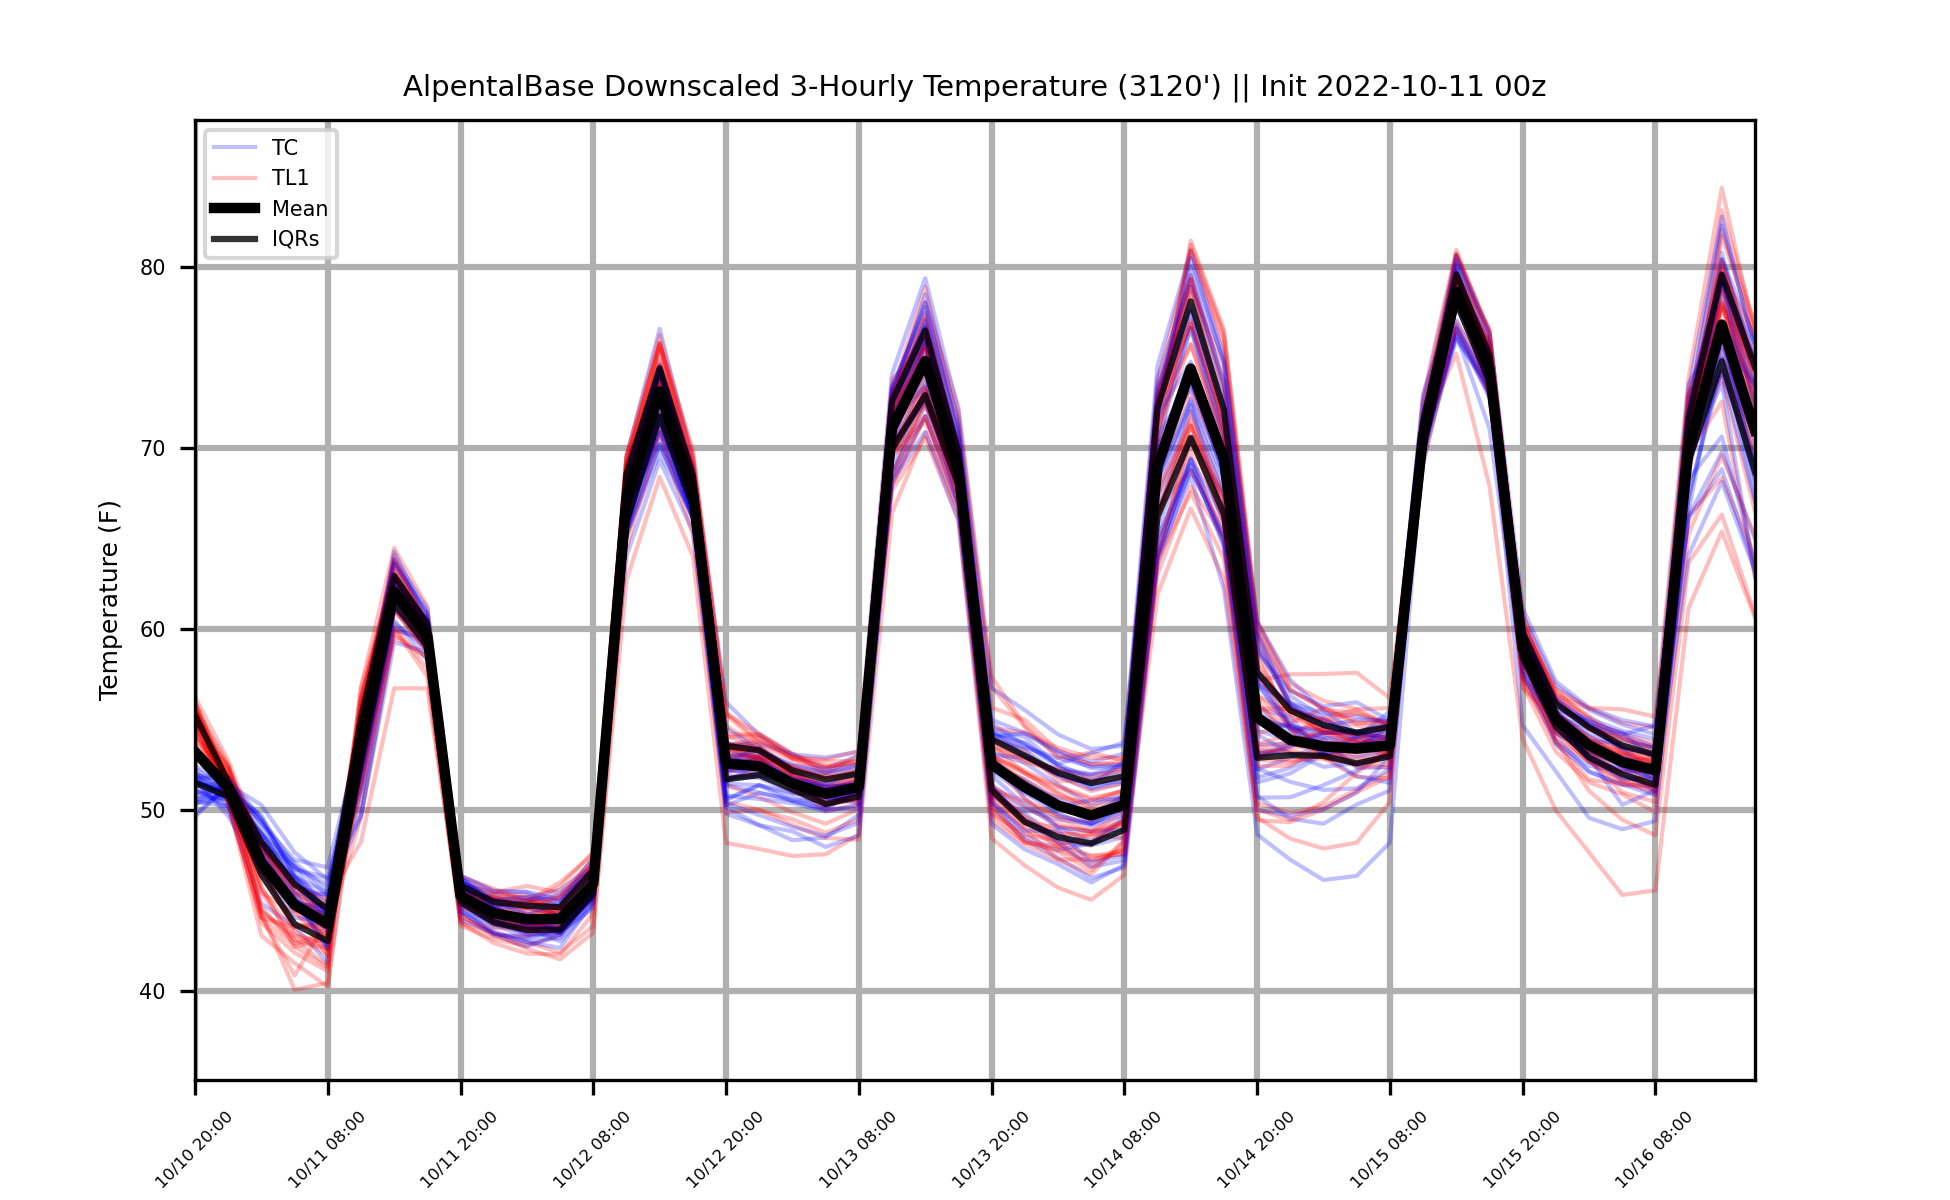 AlpentalBase Downscaled 3-Hourly Temperature (3120') || Init 2022-10-11 00z
TC
TL1
Mean
IQRs
Temperature (F)
80
70
60
50
40
10/10 20:00
10/11 08:00
10/11 20:00
10/12 08:00
10/12 20:00
10/13 08:00
10/13 20:00
10/14 08:00
10/14 20:00
10/15 08:00
10/15 20:00
10/16 08:00